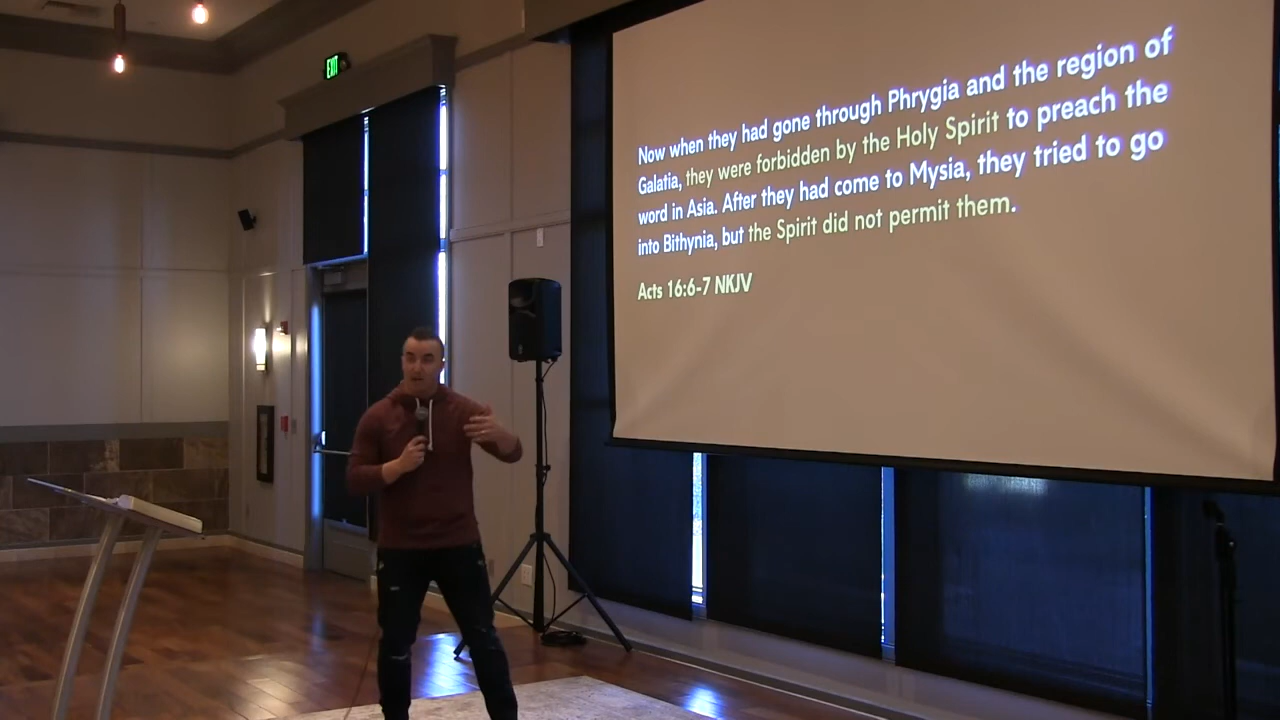 EXIT
Now when they had gone through Phrygia and the region of
Galatia, they were forbidden by the Holy Spirit to preach the
word in Asia. After they had come to Mysia, they tried to go
into Bithynia, but the Spirit did not permit them.
Acts 16:6-7 NKJV